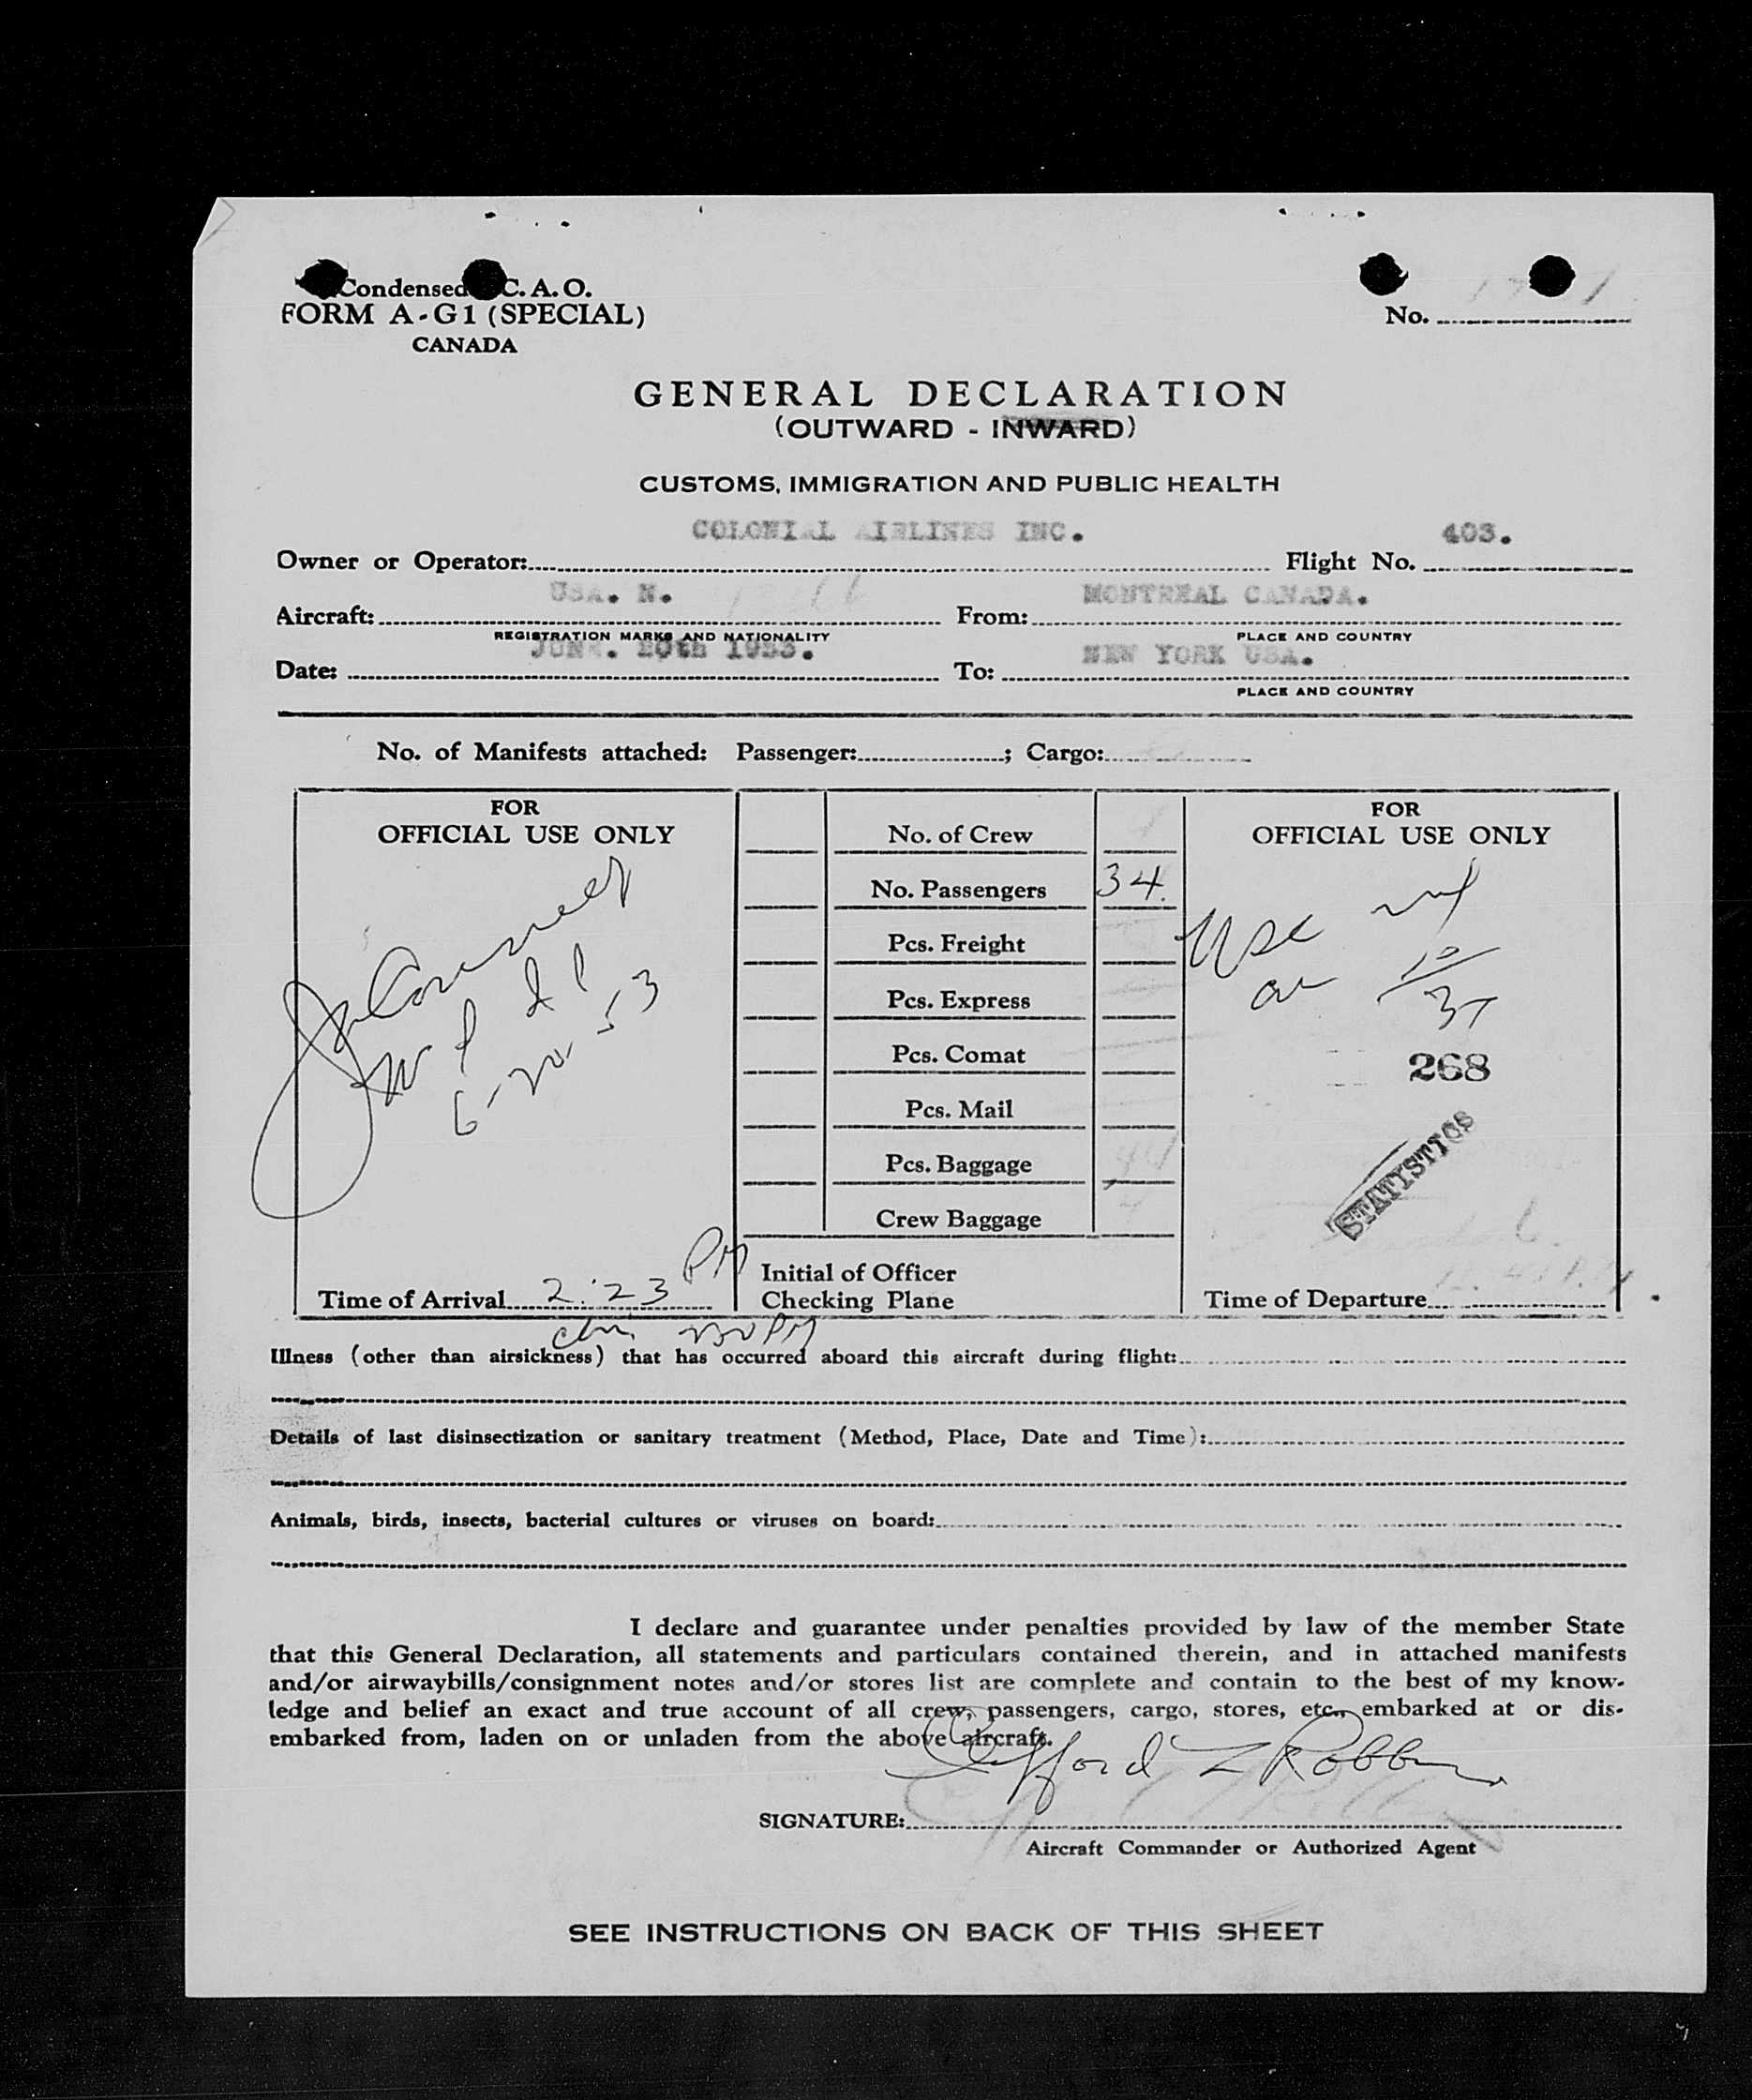 Condensed C. A. O.
FORM A-G1 (SPECIAL)
CANADA
No.
GENERAL DECLARATION
(OUTWARD - INWARD)
CUSTOMS, IMMIGRATION AND PUBLIC HEALTH
Owner or Operator: COLONIAL AIRLINES INC. Flight No. 403.
Aircraft: USA. N. From: MONTREAL CANADA.
REGISTRATION MARKS AND NATIONALITY PLACE AND COUNTRY
Date: JUNE. 20th 1953. To: NEW YORK USA.
PLACE AND COUNTRY
No. of Manifests attached: Passenger: ; Cargo:
FOR
OFFICIAL USE ONLY
6-20-53
Time of Arrival 2:23 PM
No. of Crew
No. Passengers 34.
Pcs. Freight
Pcs. Express
Pcs. Comat
Pcs. Mail
Pcs. Baggage
Crew Baggage
Initial of Officer
Checking Plane
FOR
OFFICIAL USE ONLY
268
STATISTICS
Time of Departure
Illness (other than airsickness) that has occurred aboard this aircraft during flight:
Details of last disinsectization or sanitary treatment (Method, Place, Date and Time):
Animals, birds, insects, bacterial cultures or viruses on board:
I declare and guarantee under penalties provided by law of the member State
that this General Declaration, all statements and particulars contained therein, and in attached manifests
and/or airwaybills/consignment notes and/or stores list are complete and contain to the best of my know-
ledge and belief an exact and true account of all crew, passengers, cargo, stores, etc., embarked at or dis-
embarked from, laden on or unladen from the above aircraft.
SIGNATURE:
Aircraft Commander or Authorized Agent
SEE INSTRUCTIONS ON BACK OF THIS SHEET